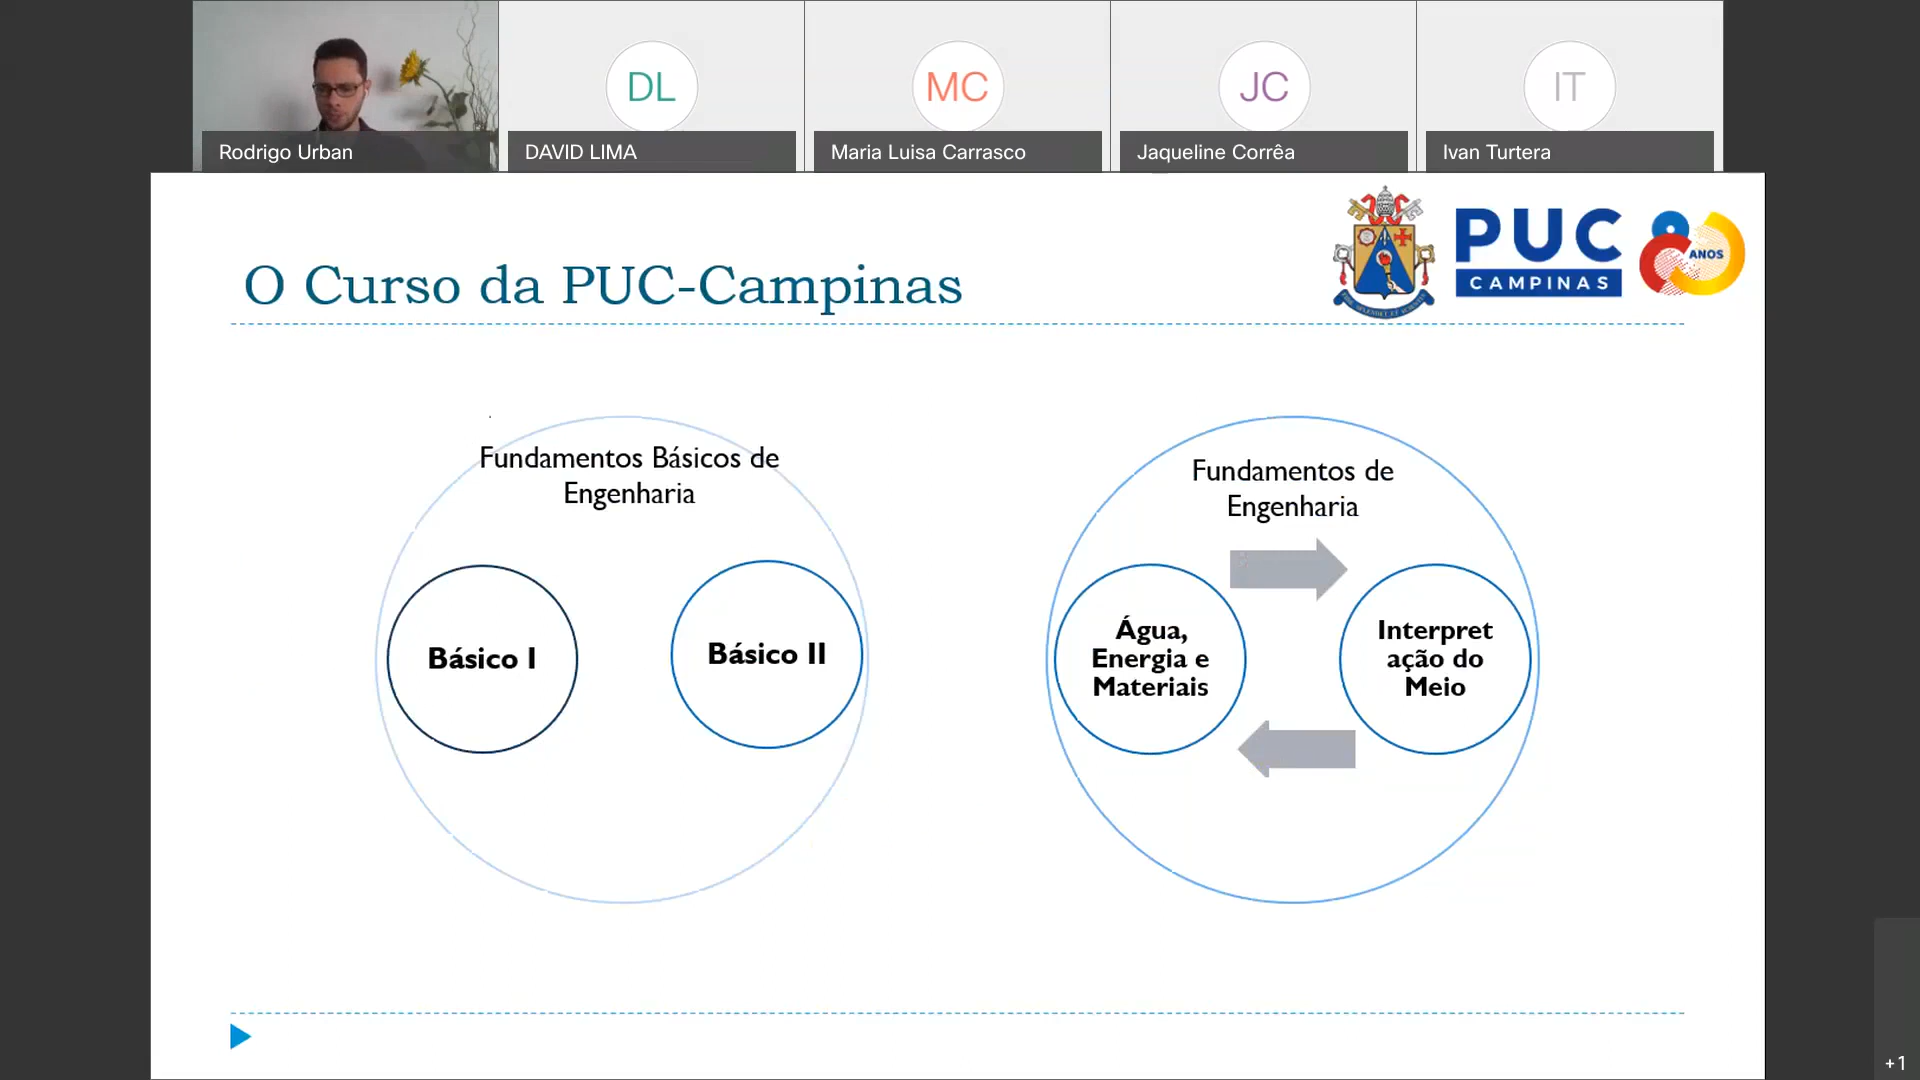 DL
MC
JC
IT
Rodrigo Urban
DAVID LIMA
Maria Luisa Carrasco
Jaqueline Corrêa
Ivan Turtera
O Curso da PUC-Campinas
PUC
CAMPINAS
80
ANOS
Fundamentos Básicos de
Engenharia
Básico I
Básico II
Fundamentos de
Engenharia
Água,
Energia e
Materiais
Interpret
ação do
Meio
+1